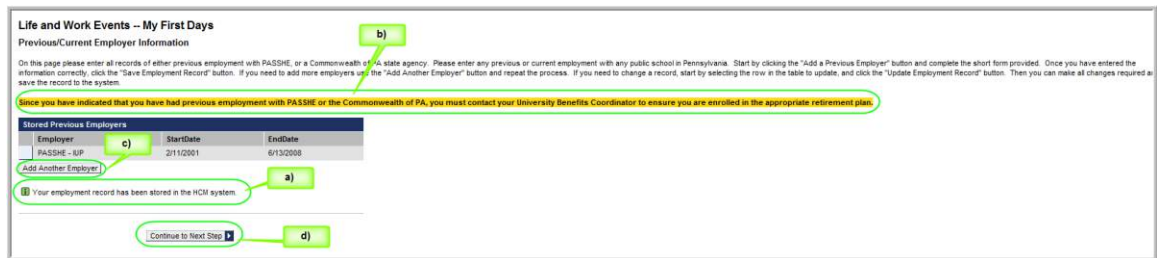 Life and Work Events -- My First Days
b)
Previous/Current Employer Information
On this page please enter all records of either previous employment with PASSHE, or a Commonwealth of PA state agency. Please enter any previous or current employment with any public school in Pennsylvania. Start by clicking the "Add a Previous Employer" button and complete the short form provided. Once you have entered the
information correctly, click the "Save Employment Record" button. If you need to add more employers use the "Add Another Employer" button and repeat the process. If you need to change a record, start by selecting the row in the table to update, and click the "Update Employment Record" button. Then you can make all changes required a
save the record to the system.
Since you have indicated that you have had previous employment with PASSHE or the Commonwealth of PA, you must contact your University Benefits Coordinator to ensure you are enrolled in the appropriate retirement plan.
Stored Previous Employers
Employer StartDate EndDate
c)
PASSHE - IUP 2/11/2001 6/13/2008
Add Another Employer
a)
Your employment record has been stored in the HCM system.
Continue to Next Step
d)